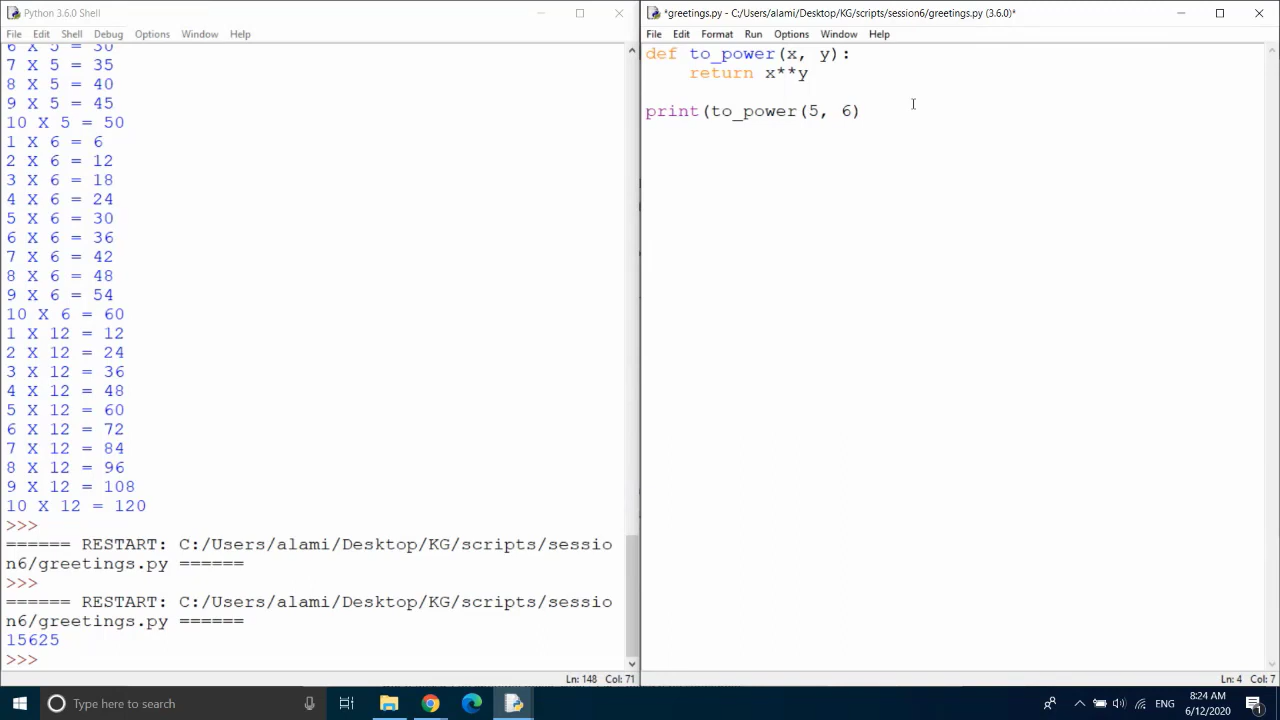 Python 3.6.0 Shell
File Edit Shell Debug Options Window Help
6 X 5 = 30
7 X 5 = 35
8 X 5 = 40
9 X 5 = 45
10 X 5 = 50
1 X 6 = 6
2 X 6 = 12
3 X 6 = 18
4 X 6 = 24
5 X 6 = 30
6 X 6 = 36
7 X 6 = 42
8 X 6 = 48
9 X 6 = 54
10 X 6 = 60
1 X 12 = 12
2 X 12 = 24
3 X 12 = 36
4 X 12 = 48
5 X 12 = 60
6 X 12 = 72
7 X 12 = 84
8 X 12 = 96
9 X 12 = 108
10 X 12 = 120
>>>
====== RESTART: C:/Users/alami/Desktop/KG/scripts/sessio
n6/greetings.py ======
>>>
====== RESTART: C:/Users/alami/Desktop/KG/scripts/sessio
n6/greetings.py ======
15625
>>>
Ln: 148 Col: 71
*greetings.py - C:/Users/alami/Desktop/KG/scripts/session6/greetings.py (3.6.0)*
File Edit Format Run Options Window Help
def to_power(x, y):
    return x**y
print(to_power(5, 6)
Ln: 4 Col: 7
Type here to search
ENG
8:24 AM
6/12/2020
1